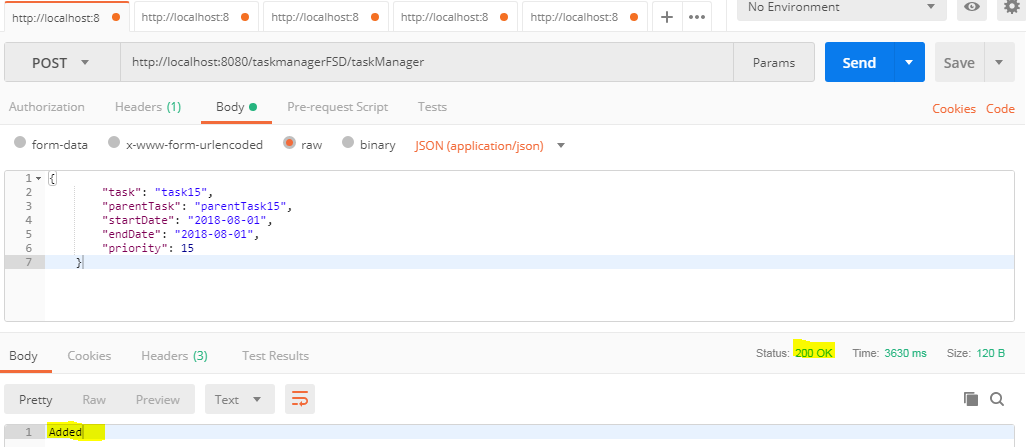 http://localhost:8 http://localhost:8 http://localhost:8 http://localhost:8 http://localhost:8 + ••• No Environment
POST http://localhost:8080/taskmanagerFSD/taskManager Params Send Save
Authorization Headers (1) Body Pre-request Script Tests Cookies Code
form-data x-www-form-urlencoded raw binary JSON (application/json)
1 {
2 "task": "task15",
3 "parentTask": "parentTask15",
4 "startDate": "2018-08-01",
5 "endDate": "2018-08-01",
6 "priority": 15
7 }
Body Cookies Headers (3) Test Results Status: 200 OK Time: 3630 ms Size: 120 B
Pretty Raw Preview Text
1 Added